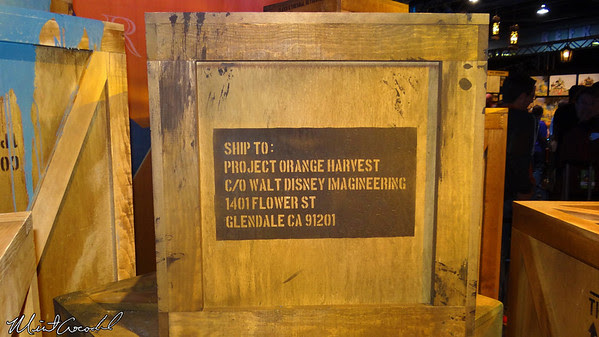 SHIP TO:
PROJECT ORANGE HARVEST
C/O WALT DISNEY IMAGINEERING
1401 FLOWER ST
GLENDALE CA 91201